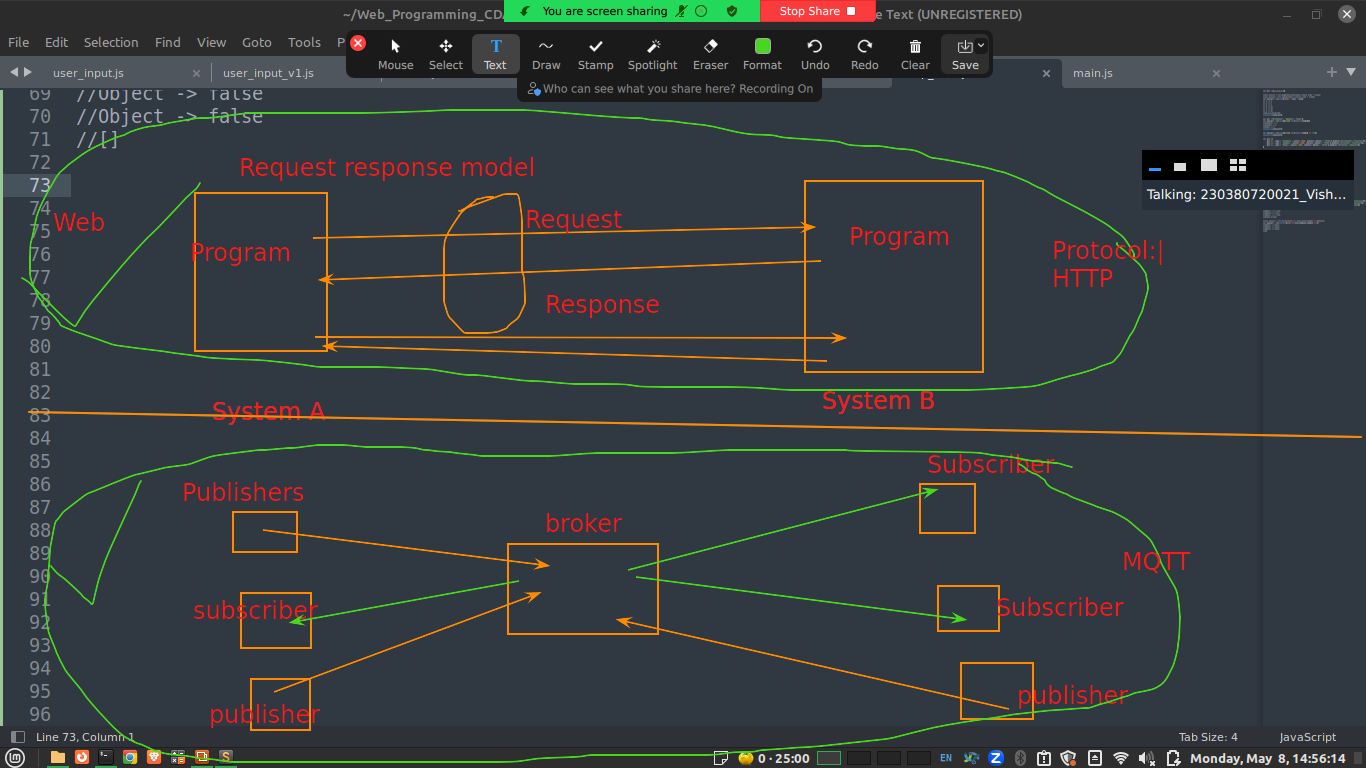 ~/Web_Programming_CDA
e Text (UNREGISTERED)
You are screen sharing
Stop Share
File Edit Selection Find View Goto Tools P
Mouse Select Text Draw Stamp Spotlight Eraser Format Undo Redo Clear Save
user_input.js
user_input_v1.js
main.js
Who can see what you share here? Recording On
69 //Object -> false
70 //Object -> false
71 //[]
72
73
74
75
76
77
78
79
80
81
82
83
84
85
86
87
88
89
90
91
92
93
94
95
96
Talking: 230380720021_Vish...
Request response model
Web
Program
Request
Program
Protocol:
HTTP
Response
System A
System B
Subscriber
Publishers
broker
MQTT
subscriber
Subscriber
publisher
publisher
Line 73, Column 1
Tab Size: 4
JavaScript
0 · 25:00
EN
Z
Monday, May 8, 14:56:14